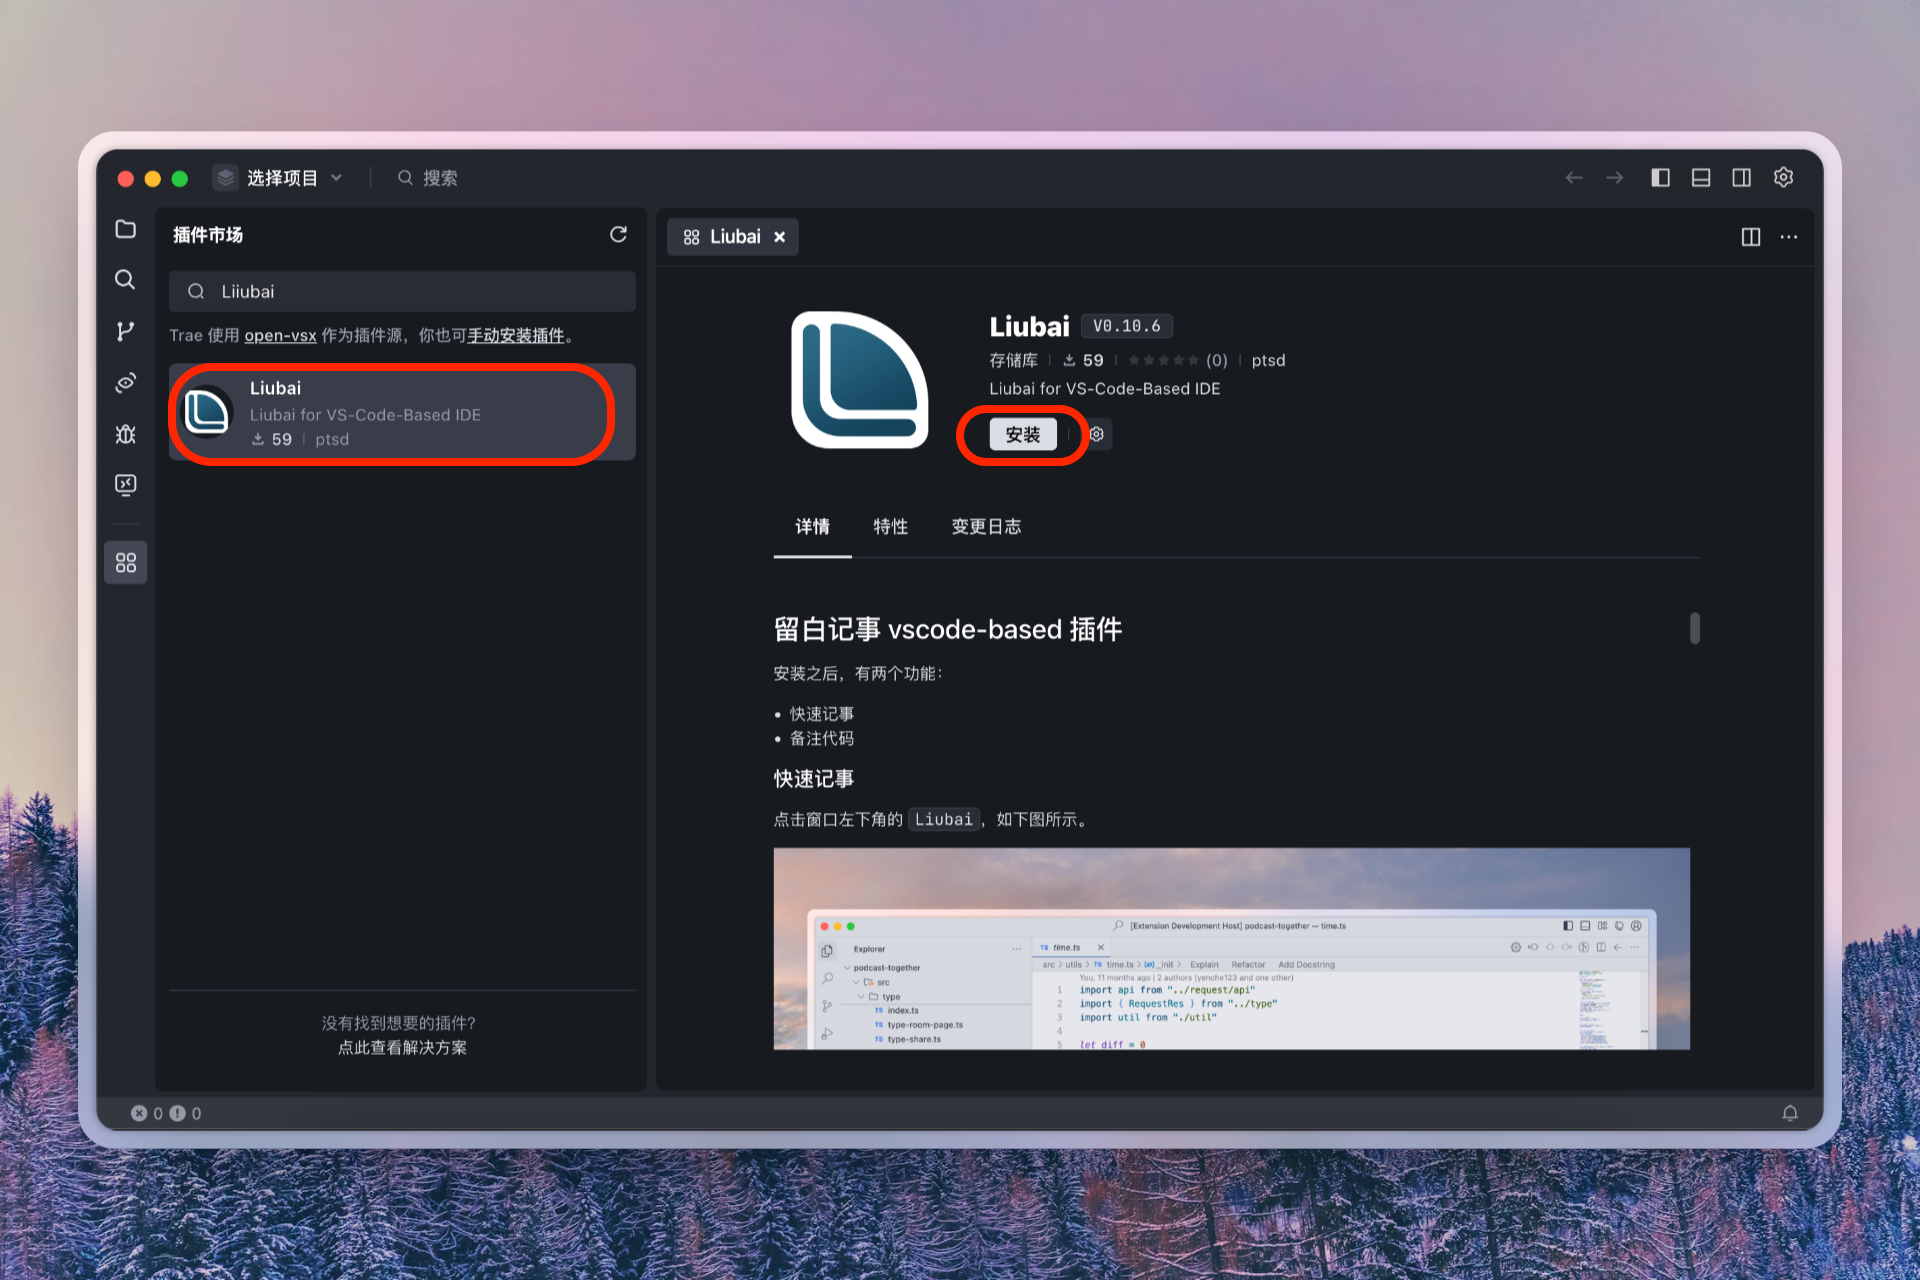 选择项目
搜索
插件市场
Liiubai
Trae 使用 open-vsx 作为插件源，你也可手动安装插件。
Liubai
Liubai for VS-Code-Based IDE
59 ptsd
没有找到想要的插件？
点此查看解决方案
0 0
Liubai
Liubai V0.10.6
存储库 59 (0) ptsd
Liubai for VS-Code-Based IDE
安装
详情 特性 变更日志
留白记事 vscode-based 插件
安装之后，有两个功能：
• 快速记事
• 备注代码
快速记事
点击窗口左下角的 Liubai，如下图所示。
[Extension Development Host] podcast-together — time.ts
Explorer
podcast-together
src
type
TS index.ts
TS type-room-page.ts
TS type-share.ts
TS time.ts
src > utils > TS time.ts > _init > Explain Refactor Add Docstring
You, 11 months ago | 2 authors (yenche123 and one other)
1 import api from "../request/api"
2 import { RequestRes } from "../type"
3 import util from "./util"
4
5 let diff = 0